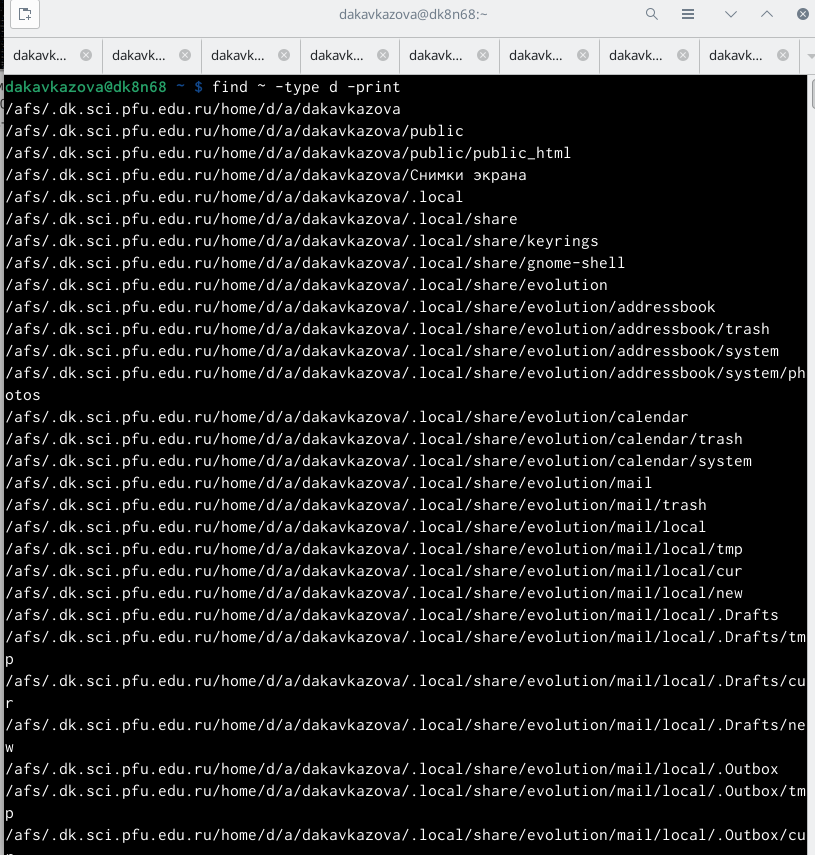 dakavkazova@dk8n68:~
dakavk... dakavk... dakavk... dakavk... dakavk... dakavk... dakavk... dakavk...
dakavkazova@dk8n68 ~ $ find ~ -type d -print
/afs/.dk.sci.pfu.edu.ru/home/d/a/dakavkazova
/afs/.dk.sci.pfu.edu.ru/home/d/a/dakavkazova/public
/afs/.dk.sci.pfu.edu.ru/home/d/a/dakavkazova/public/public_html
/afs/.dk.sci.pfu.edu.ru/home/d/a/dakavkazova/Снимки экрана
/afs/.dk.sci.pfu.edu.ru/home/d/a/dakavkazova/.local
/afs/.dk.sci.pfu.edu.ru/home/d/a/dakavkazova/.local/share
/afs/.dk.sci.pfu.edu.ru/home/d/a/dakavkazova/.local/share/keyrings
/afs/.dk.sci.pfu.edu.ru/home/d/a/dakavkazova/.local/share/gnome-shell
/afs/.dk.sci.pfu.edu.ru/home/d/a/dakavkazova/.local/share/evolution
/afs/.dk.sci.pfu.edu.ru/home/d/a/dakavkazova/.local/share/evolution/addressbook
/afs/.dk.sci.pfu.edu.ru/home/d/a/dakavkazova/.local/share/evolution/addressbook/trash
/afs/.dk.sci.pfu.edu.ru/home/d/a/dakavkazova/.local/share/evolution/addressbook/system
/afs/.dk.sci.pfu.edu.ru/home/d/a/dakavkazova/.local/share/evolution/addressbook/system/ph
otos
/afs/.dk.sci.pfu.edu.ru/home/d/a/dakavkazova/.local/share/evolution/calendar
/afs/.dk.sci.pfu.edu.ru/home/d/a/dakavkazova/.local/share/evolution/calendar/trash
/afs/.dk.sci.pfu.edu.ru/home/d/a/dakavkazova/.local/share/evolution/calendar/system
/afs/.dk.sci.pfu.edu.ru/home/d/a/dakavkazova/.local/share/evolution/mail
/afs/.dk.sci.pfu.edu.ru/home/d/a/dakavkazova/.local/share/evolution/mail/trash
/afs/.dk.sci.pfu.edu.ru/home/d/a/dakavkazova/.local/share/evolution/mail/local
/afs/.dk.sci.pfu.edu.ru/home/d/a/dakavkazova/.local/share/evolution/mail/local/tmp
/afs/.dk.sci.pfu.edu.ru/home/d/a/dakavkazova/.local/share/evolution/mail/local/cur
/afs/.dk.sci.pfu.edu.ru/home/d/a/dakavkazova/.local/share/evolution/mail/local/new
/afs/.dk.sci.pfu.edu.ru/home/d/a/dakavkazova/.local/share/evolution/mail/local/.Drafts
/afs/.dk.sci.pfu.edu.ru/home/d/a/dakavkazova/.local/share/evolution/mail/local/.Drafts/tm
p
/afs/.dk.sci.pfu.edu.ru/home/d/a/dakavkazova/.local/share/evolution/mail/local/.Drafts/cu
r
/afs/.dk.sci.pfu.edu.ru/home/d/a/dakavkazova/.local/share/evolution/mail/local/.Drafts/ne
w
/afs/.dk.sci.pfu.edu.ru/home/d/a/dakavkazova/.local/share/evolution/mail/local/.Outbox
/afs/.dk.sci.pfu.edu.ru/home/d/a/dakavkazova/.local/share/evolution/mail/local/.Outbox/tm
p
/afs/.dk.sci.pfu.edu.ru/home/d/a/dakavkazova/.local/share/evolution/mail/local/.Outbox/cu